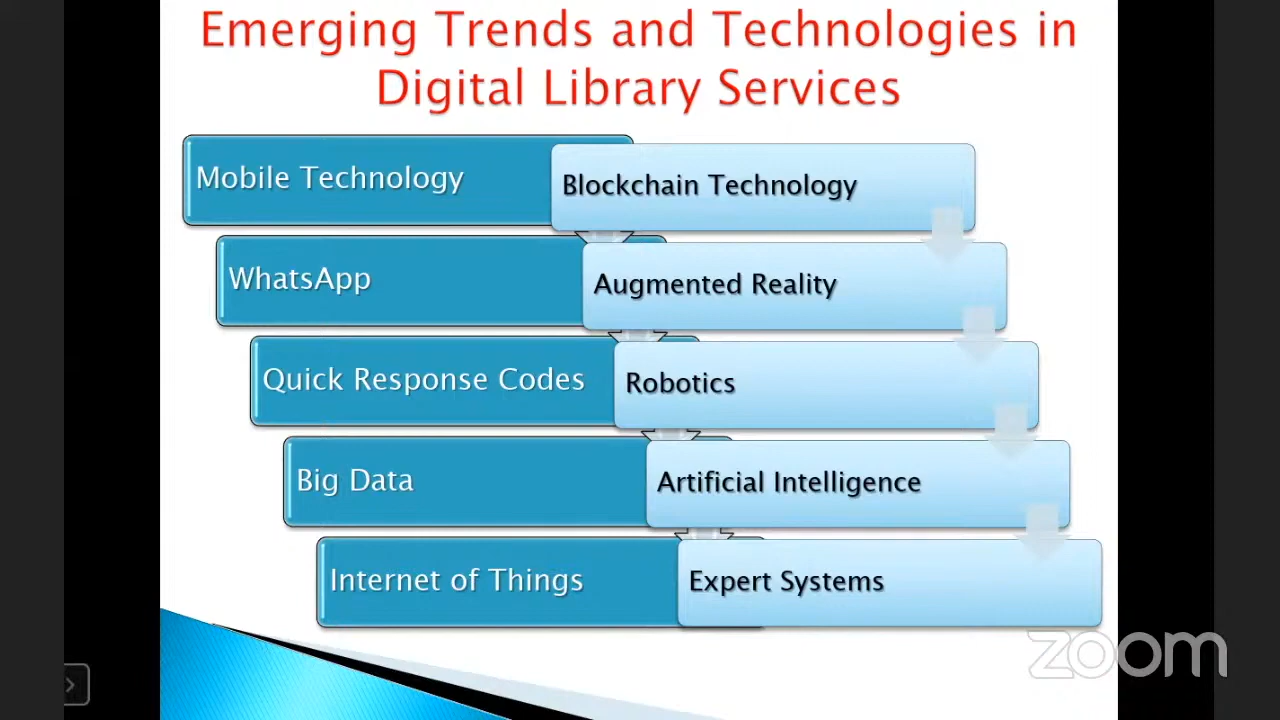 Emerging Trends and Technologies in
Digital Library Services
Mobile Technology
Blockchain Technology
WhatsApp
Augmented Reality
Quick Response Codes
Robotics
Big Data
Artificial Intelligence
Internet of Things
Expert Systems
zoom